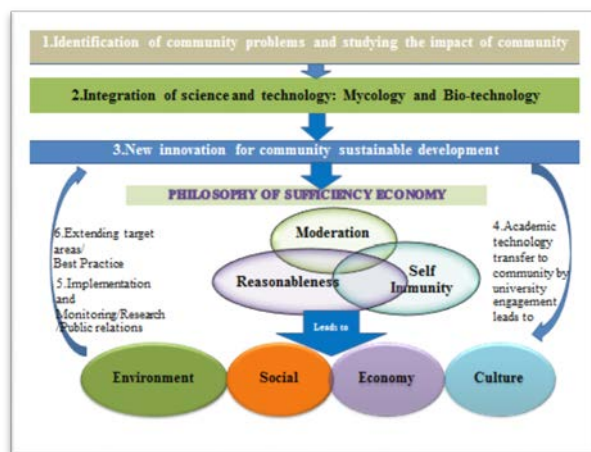 1.Identification of community problems and studying the impact of community
2.Integration of science and technology: Mycology and Bio-technology
3.New innovation for community sustainable development
PHILOSOPHY OF SUFFICIENCY ECONOMY
Moderation
Reasonableness
Self
Immunity
6.Extending target
areas/
Best Practice
5.Implementation
and
Monitoring/Research
/Public relations
4.Academic
technology
transfer to
community by
university
engagement
leads to
Leads to
Environment
Social
Economy
Culture